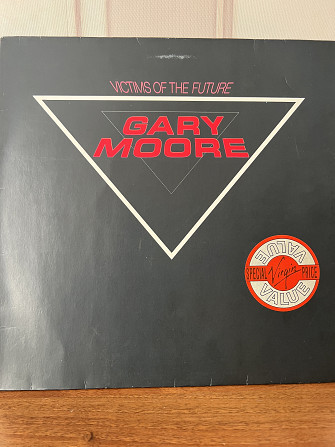 VICTIMS OF THE FUTURE
GARY
MOORE
VALUE
SPECIAL Virgin PRICE
VALUE